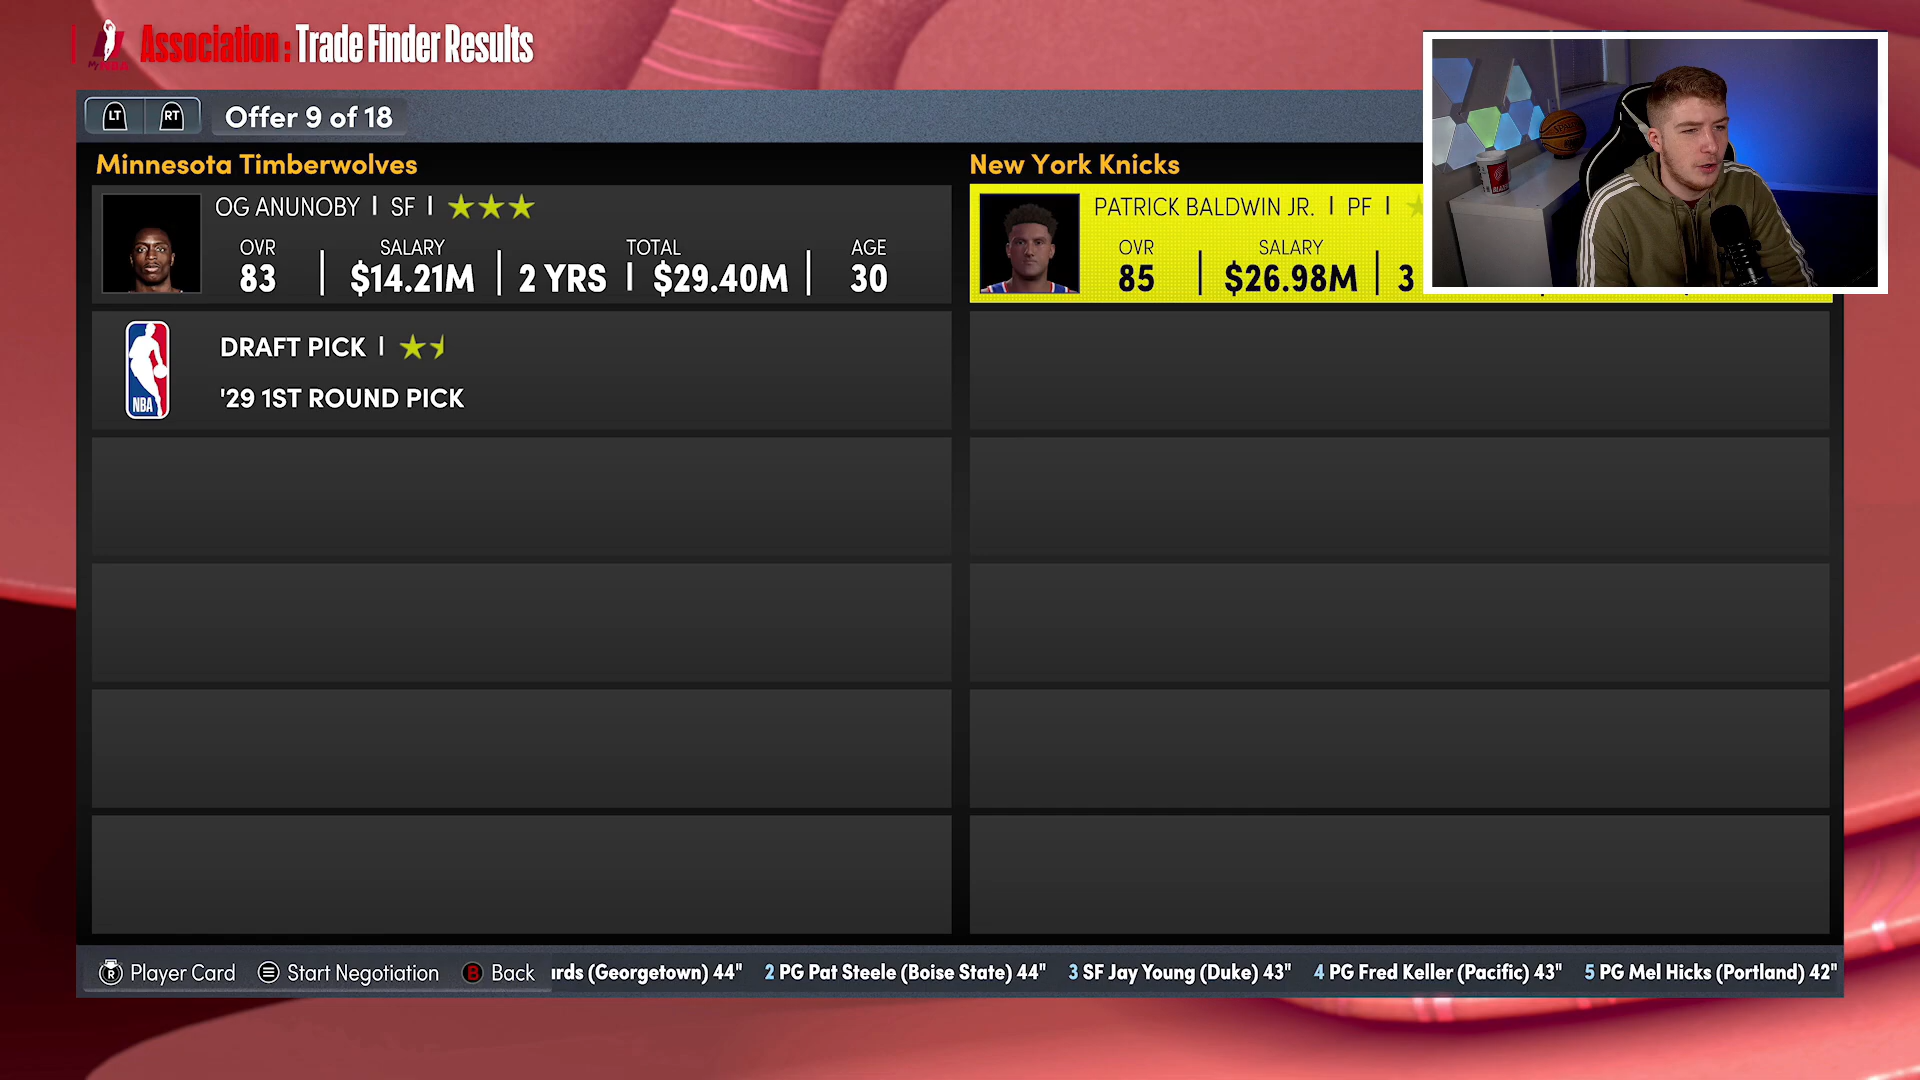 Association : Trade Finder Results
LT RT Offer 9 of 18
Minnesota Timberwolves
OG ANUNOBY | SF |
OVR SALARY TOTAL AGE
83 | $14.21M | 2 YRS | $29.40M | 30
NBA
DRAFT PICK |
'29 1ST ROUND PICK
New York Knicks
PATRICK BALDWIN JR. | PF |
OVR SALARY
85 | $26.98M | 3
R Player Card Start Negotiation B Back
rds (Georgetown) 44" 2 PG Pat Steele (Boise State) 44" 3 SF Jay Young (Duke) 43" 4 PG Fred Keller (Pacific) 43" 5 PG Mel Hicks (Portland) 42"